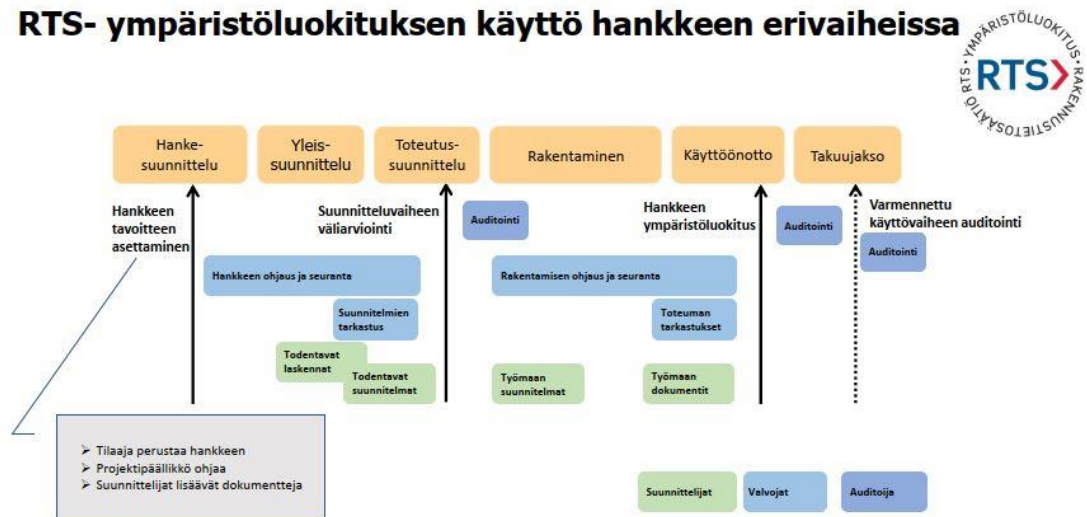 RTS- ympäristöluokituksen käyttö hankkeen erivaiheissa
RTS
YMPÄRISTÖLUOKITUS · RAKENNUSTIETOSÄÄTIÖ RTS ·
Hanke-
suunnittelu
Yleis-
suunnittelu
Toteutus-
suunnittelu
Rakentaminen
Käyttöönotto
Takuujakso
Hankkeen
tavoitteen
asettaminen
Suunnitteluvaiheen
väliarviointi
Auditointi
Hankkeen
ympäristöluokitus
Auditointi
Varmennettu
käyttövaiheen auditointi
Auditointi
Hankkeen ohjaus ja seuranta
Rakentamisen ohjaus ja seuranta
Suunnitelmien
tarkastus
Toteuman
tarkastukset
Todentavat
laskennat
Todentavat
suunnitelmat
Työmaan
suunnitelmat
Työmaan
dokumentit
➢ Tilaaja perustaa hankkeen
➢ Projektipäällikkö ohjaa
➢ Suunnittelijat lisäävät dokumentteja
Suunnittelijat
Valvojat
Auditoija